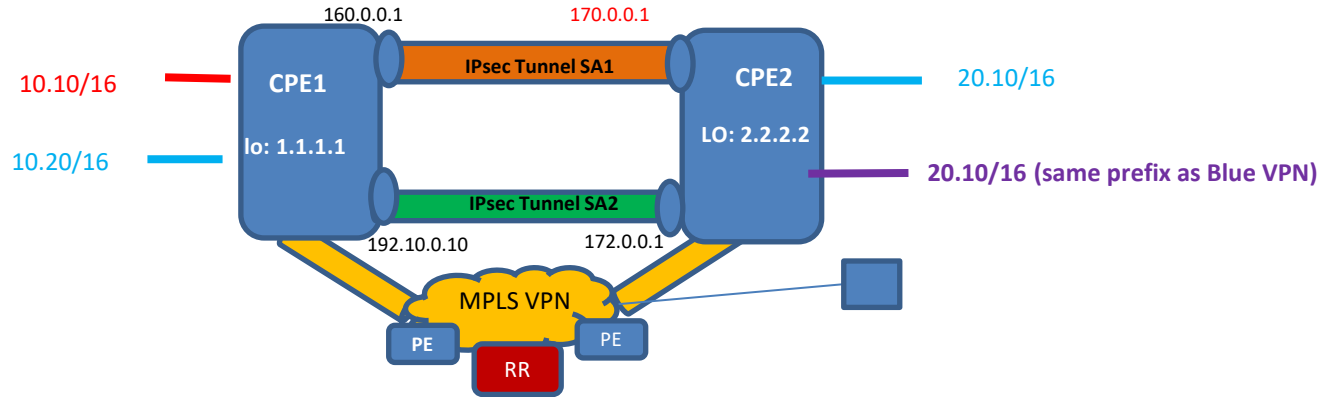 160.0.0.1
170.0.0.1
IPsec Tunnel SA1
CPE1
CPE2
10.10/16
20.10/16
lo: 1.1.1.1
LO: 2.2.2.2
10.20/16
20.10/16 (same prefix as Blue VPN)
IPsec Tunnel SA2
192.10.0.10
172.0.0.1
MPLS VPN
PE
PE
RR